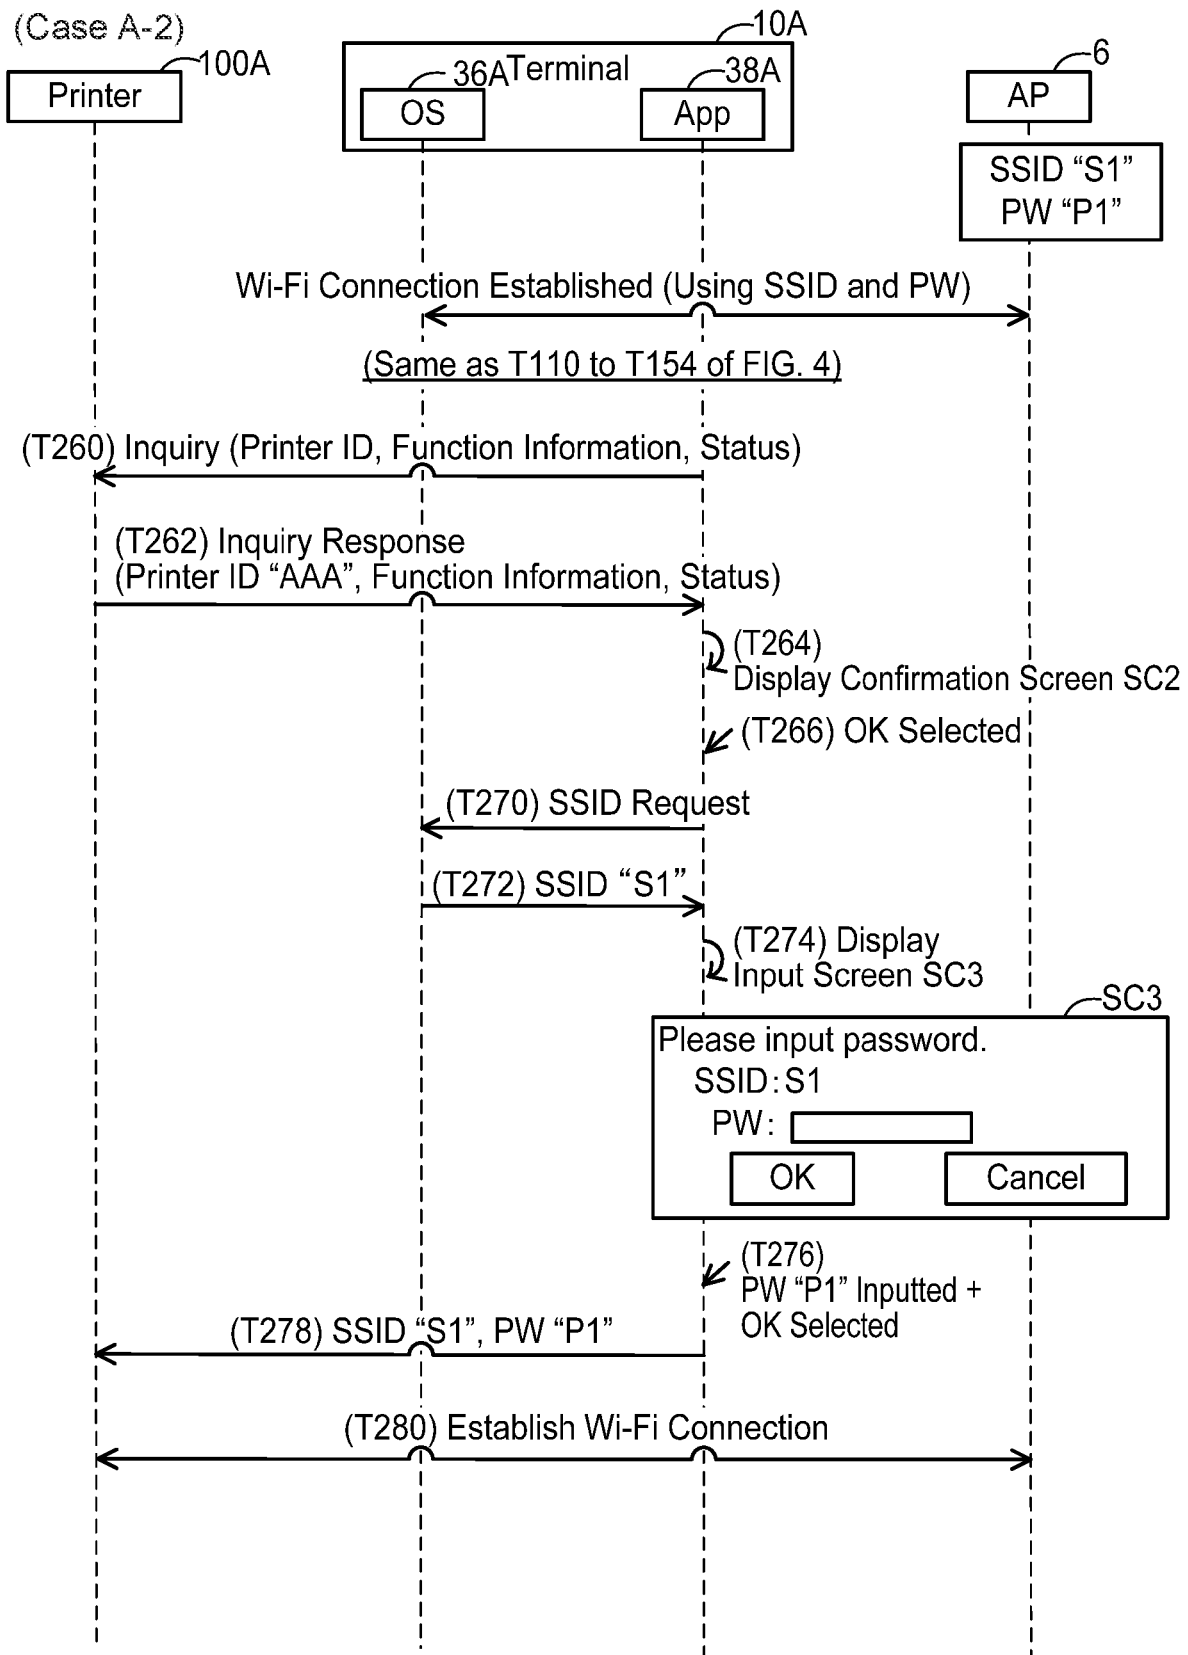 (Case A-2)
100A
Printer
10A
36A
Terminal
38A
OS
App
6
AP
SSID “S1”
PW “P1”
Wi-Fi Connection Established (Using SSID and PW)
(Same as T110 to T154 of FIG. 4)
(T260) Inquiry (Printer ID, Function Information, Status)
(T262) Inquiry Response
(Printer ID “AAA”, Function Information, Status)
(T264)
Display Confirmation Screen SC2
(T266) OK Selected
(T270) SSID Request
(T272) SSID “S1”
(T274) Display
Input Screen SC3
SC3
Please input password.
SSID:S1
PW:
OK
Cancel
(T276)
PW “P1” Inputted +
OK Selected
(T278) SSID “S1”, PW “P1”
(T280) Establish Wi-Fi Connection